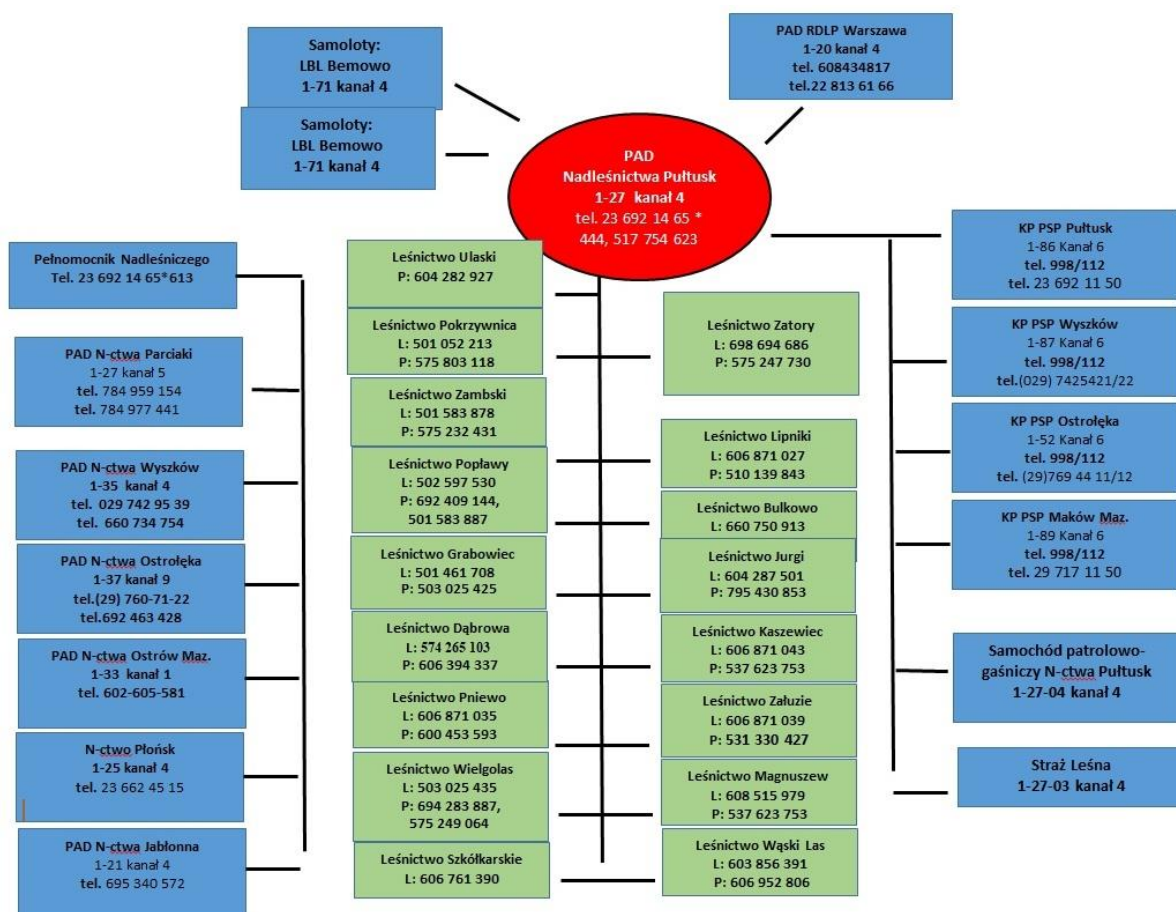 Samoloty:
LBL Bemowo
1-71 kanał 4
Samoloty:
LBL Bemowo
1-71 kanał 4
PAD RDLP Warszawa
1-20 kanał 4
tel. 608434817
tel.22 813 61 66
PAD
Nadleśnictwa Pułtusk
1-27 kanał 4
tel. 23 692 14 65 *
444, 517 754 623
Pełnomocnik Nadleśniczego
Tel. 23 692 14 65*613
PAD N-ctwa Parciaki
1-27 kanał 5
tel. 784 959 154
tel. 784 977 441
PAD N-ctwa Wyszków
1-35 kanał 4
tel. 029 742 95 39
tel. 660 734 754
PAD N-ctwa Ostrołęka
1-37 kanał 9
tel.(29) 760-71-22
tel.692 463 428
PAD N-ctwa Ostrów Maz.
1-33 kanał 1
tel. 602-605-581
N-ctwo Płońsk
1-25 kanał 4
tel. 23 662 45 15
PAD N-ctwa Jabłonna
1-21 kanał 4
tel. 695 340 572
Leśnictwo Ulaski
P: 604 282 927
Leśnictwo Pokrzywnica
L: 501 052 213
P: 575 803 118
Leśnictwo Zambski
L: 501 583 878
P: 575 232 431
Leśnictwo Popławy
L: 502 597 530
P: 692 409 144,
501 583 887
Leśnictwo Grabowiec
L: 501 461 708
P: 503 025 425
Leśnictwo Dąbrowa
L: 574 265 103
P: 606 394 337
Leśnictwo Pniewo
L: 606 871 035
P: 600 453 593
Leśnictwo Wielgolas
L: 503 025 435
P: 694 283 887,
575 249 064
Leśnictwo Szkółkarskie
L: 606 761 390
Leśnictwo Zatory
L: 698 694 686
P: 575 247 730
Leśnictwo Lipniki
L: 606 871 027
P: 510 139 843
Leśnictwo Bulkowo
L: 660 750 913
Leśnictwo Jurgi
L: 604 287 501
P: 795 430 853
Leśnictwo Kaszewiec
L: 606 871 043
P: 537 623 753
Leśnictwo Załuzie
L: 606 871 039
P: 531 330 427
Leśnictwo Magnuszew
L: 608 515 979
P: 537 623 753
Leśnictwo Wąski Las
L: 603 856 391
P: 606 952 806
KP PSP Pułtusk
1-86 Kanał 6
tel. 998/112
tel. 23 692 11 50
KP PSP Wyszków
1-87 Kanał 6
tel. 998/112
tel.(029) 7425421/22
KP PSP Ostrołęka
1-52 Kanał 6
tel. 998/112
tel. (29)769 44 11/12
KP PSP Maków Maz.
1-89 Kanał 6
tel. 998/112
tel. 29 717 11 50
Samochód patrolowo-
gaśniczy N-ctwa Pułtusk
1-27-04 kanał 4
Straż Leśna
1-27-03 kanał 4